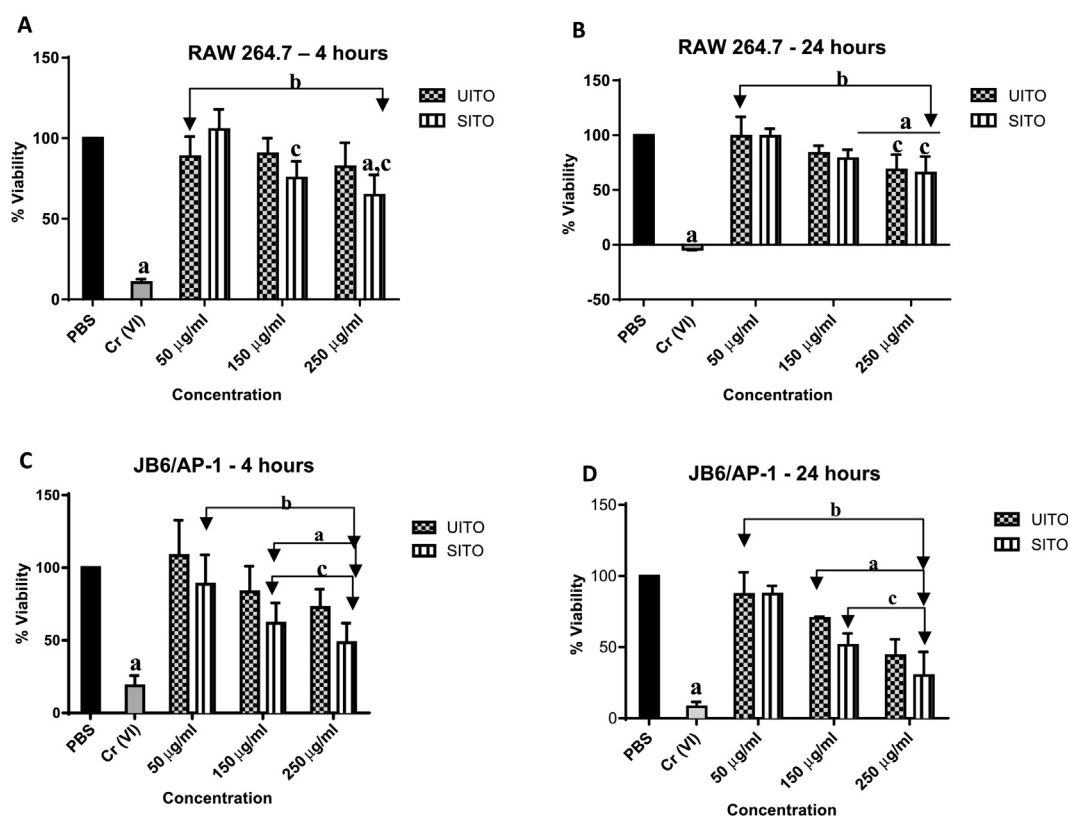 A
RAW 264.7 – 4 hours
150
100
50
0
% Viability
b
c
a,c
a
UITO
SITO
PBS
Cr (VI)
50 μg/ml
150 μg/ml
250 μg/ml
Concentration
B
RAW 264.7 - 24 hours
150
100
50
0
-50
% Viability
b
a
c
c
a
UITO
SITO
PBS
Cr (VI)
50 μg/ml
150 μg/ml
250 μg/ml
Concentration
C
JB6/AP-1 - 4 hours
150
100
50
0
% Viability
b
a
c
a
UITO
SITO
PBS
Cr (VI)
50 μg/ml
150 μg/ml
250 μg/ml
Concentration
D
JB6/AP-1 - 24 hours
150
100
50
0
% Viability
b
a
c
a
UITO
SITO
PBS
Cr (VI)
50 μg/ml
150 μg/ml
250 μg/ml
Concentration